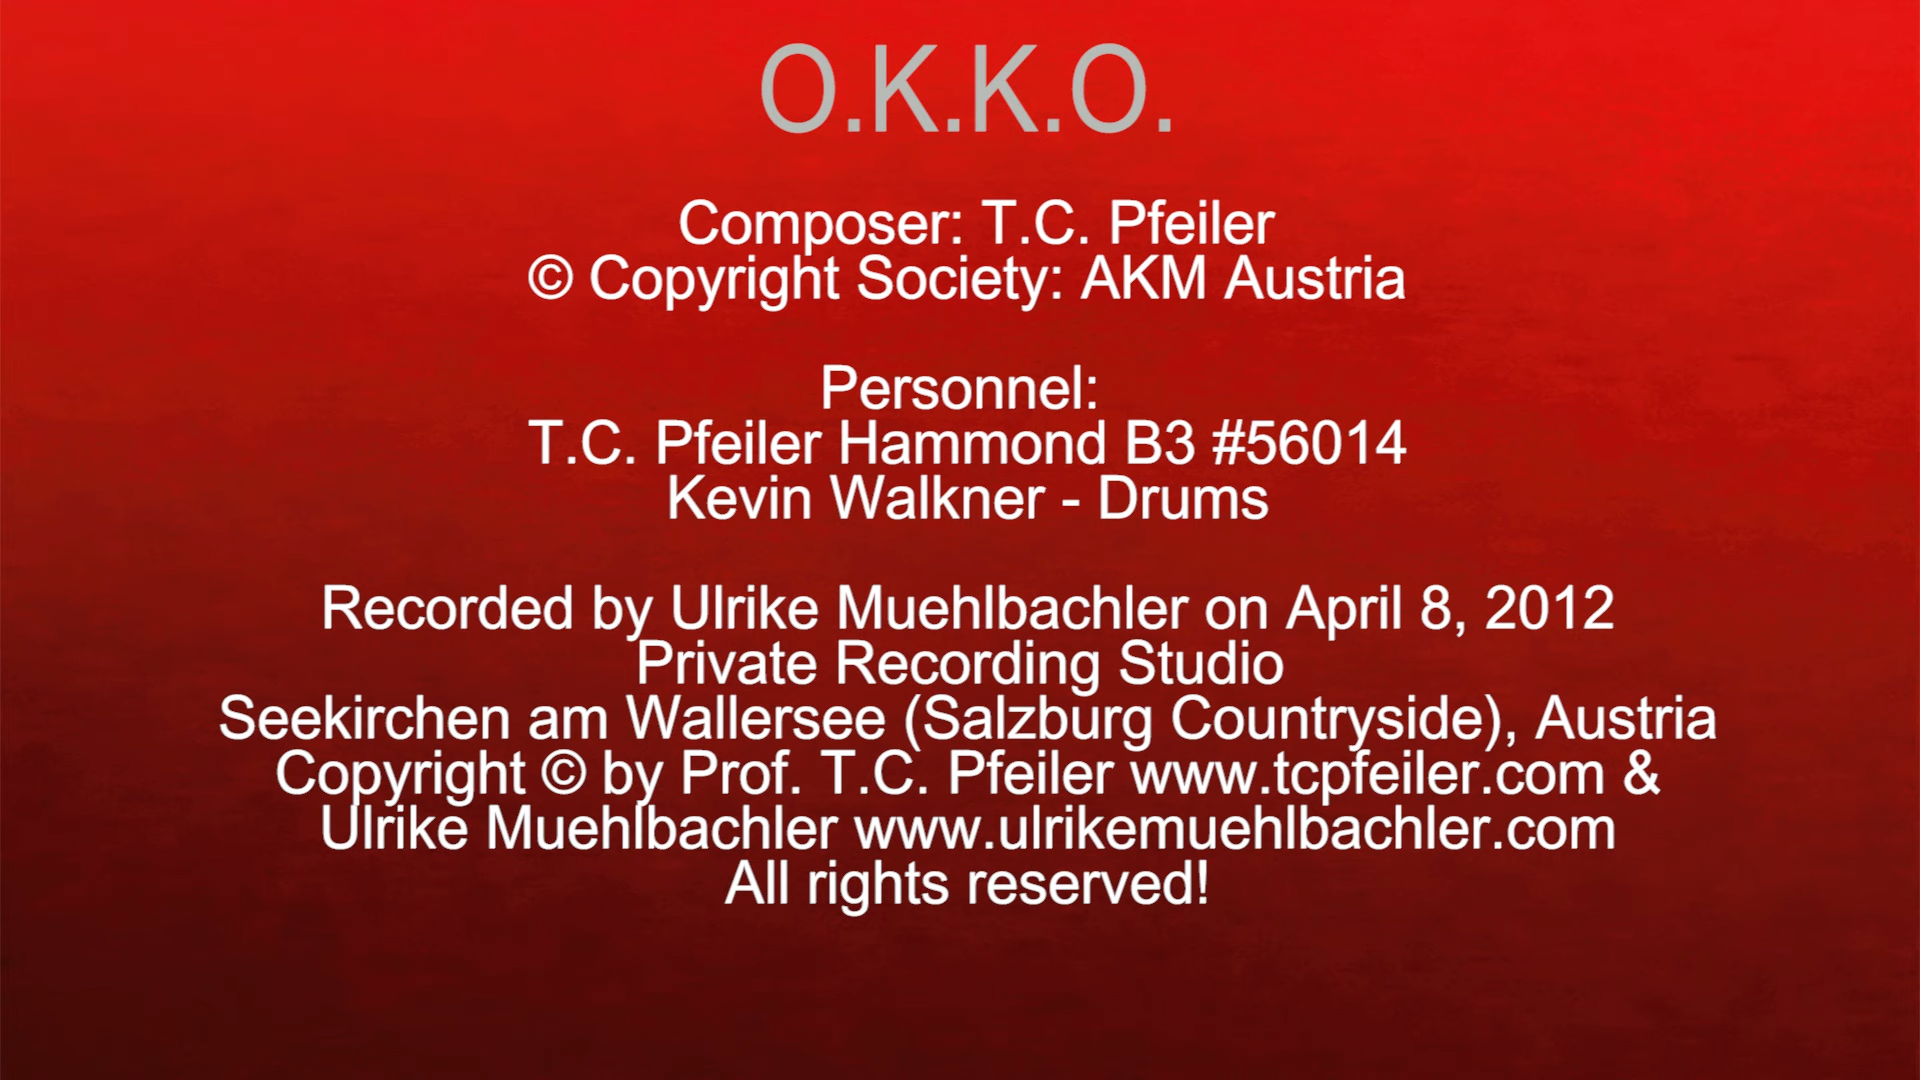 O.K.K.O.
Composer: T.C. Pfeiler
© Copyright Society: AKM Austria
Personnel:
T.C. Pfeiler Hammond B3 #56014
Kevin Walkner - Drums
Recorded by Ulrike Muehlbachler on April 8, 2012
Private Recording Studio
Seekirchen am Wallersee (Salzburg Countryside), Austria
Copyright © by Prof. T.C. Pfeiler www.tcpfeiler.com &
Ulrike Muehlbachler www.ulrikemuehlbachler.com
All rights reserved!